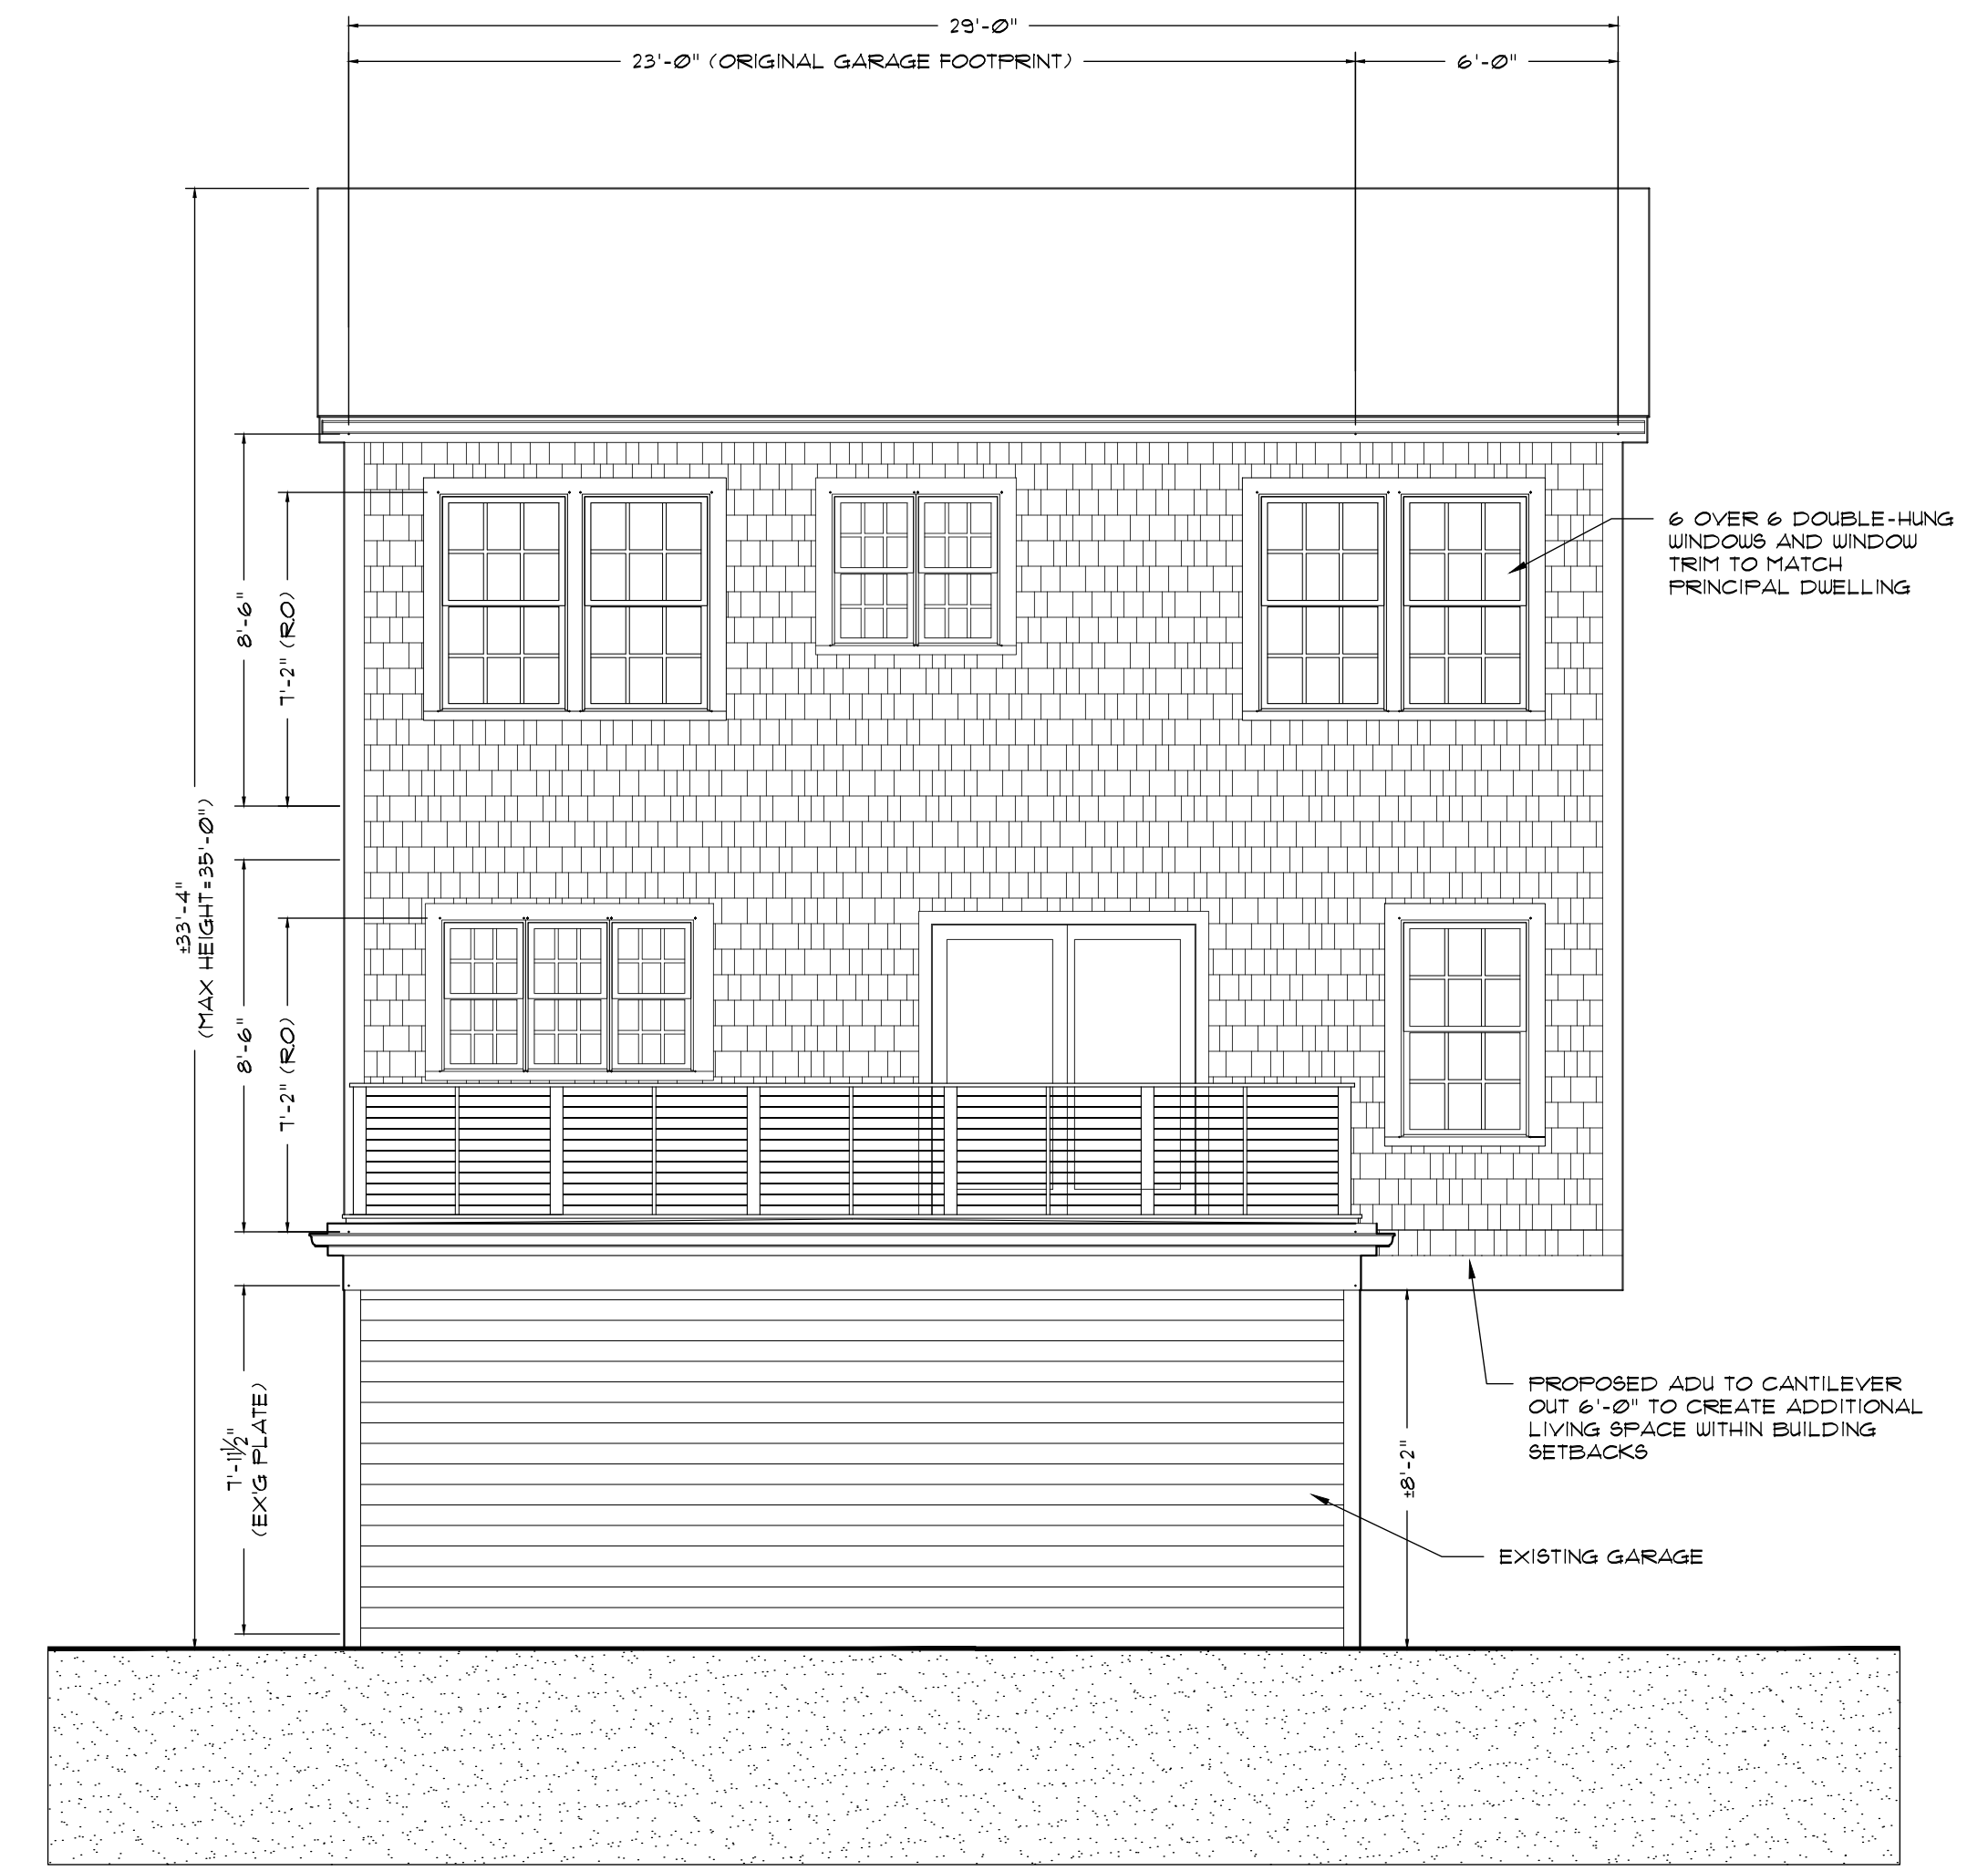 29'-0"
23'-0" (ORIGINAL GARAGE FOOTPRINT)
6'-0"
6 OVER 6 DOUBLE-HUNG
WINDOWS AND WINDOW
TRIM TO MATCH
PRINCIPAL DWELLING
8'-6"
7'-2" (R.O)
±33'-4"
(MAX HEIGHT=35'-0")
8'-6"
7'-2" (R.O)
7'-11½"
(EX'G PLATE)
PROPOSED ADU TO CANTILEVER
OUT 6'-0" TO CREATE ADDITIONAL
LIVING SPACE WITHIN BUILDING
SETBACKS
±8'-2"
EXISTING GARAGE